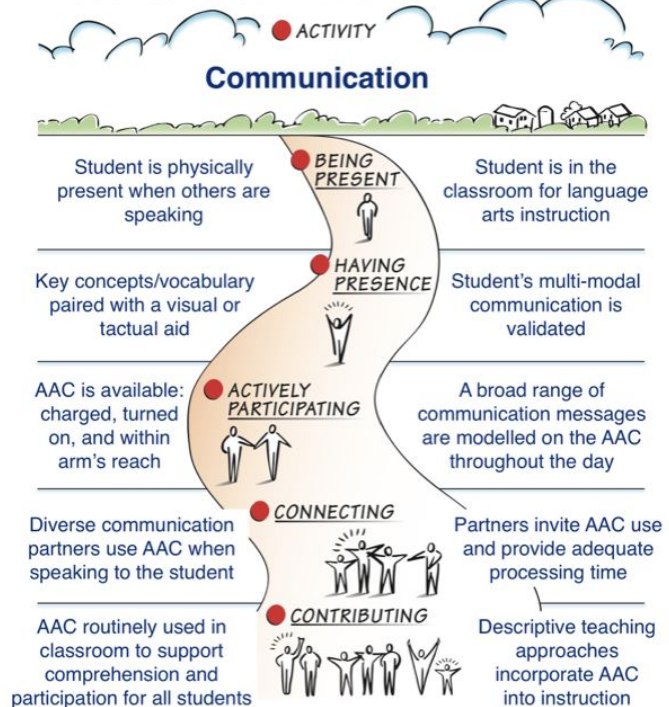 ACTIVITY
Communication
Student is physically
present when others are
speaking
BEING
PRESENT
Student is in the
classroom for language
arts instruction
Key concepts/vocabulary
paired with a visual or
tactual aid
HAVING
PRESENCE
Student's multi-modal
communication is
validated
AAC is available:
charged, turned
on, and within
arm's reach
ACTIVELY
PARTICIPATING
A broad range of
communication messages
are modelled on the AAC
throughout the day
Diverse communication
partners use AAC when
speaking to the student
CONNECTING
Partners invite AAC use
and provide adequate
processing time
AAC routinely used in
classroom to support
comprehension and
participation for all students
CONTRIBUTING
Descriptive teaching
approaches
incorporate AAC
into instruction